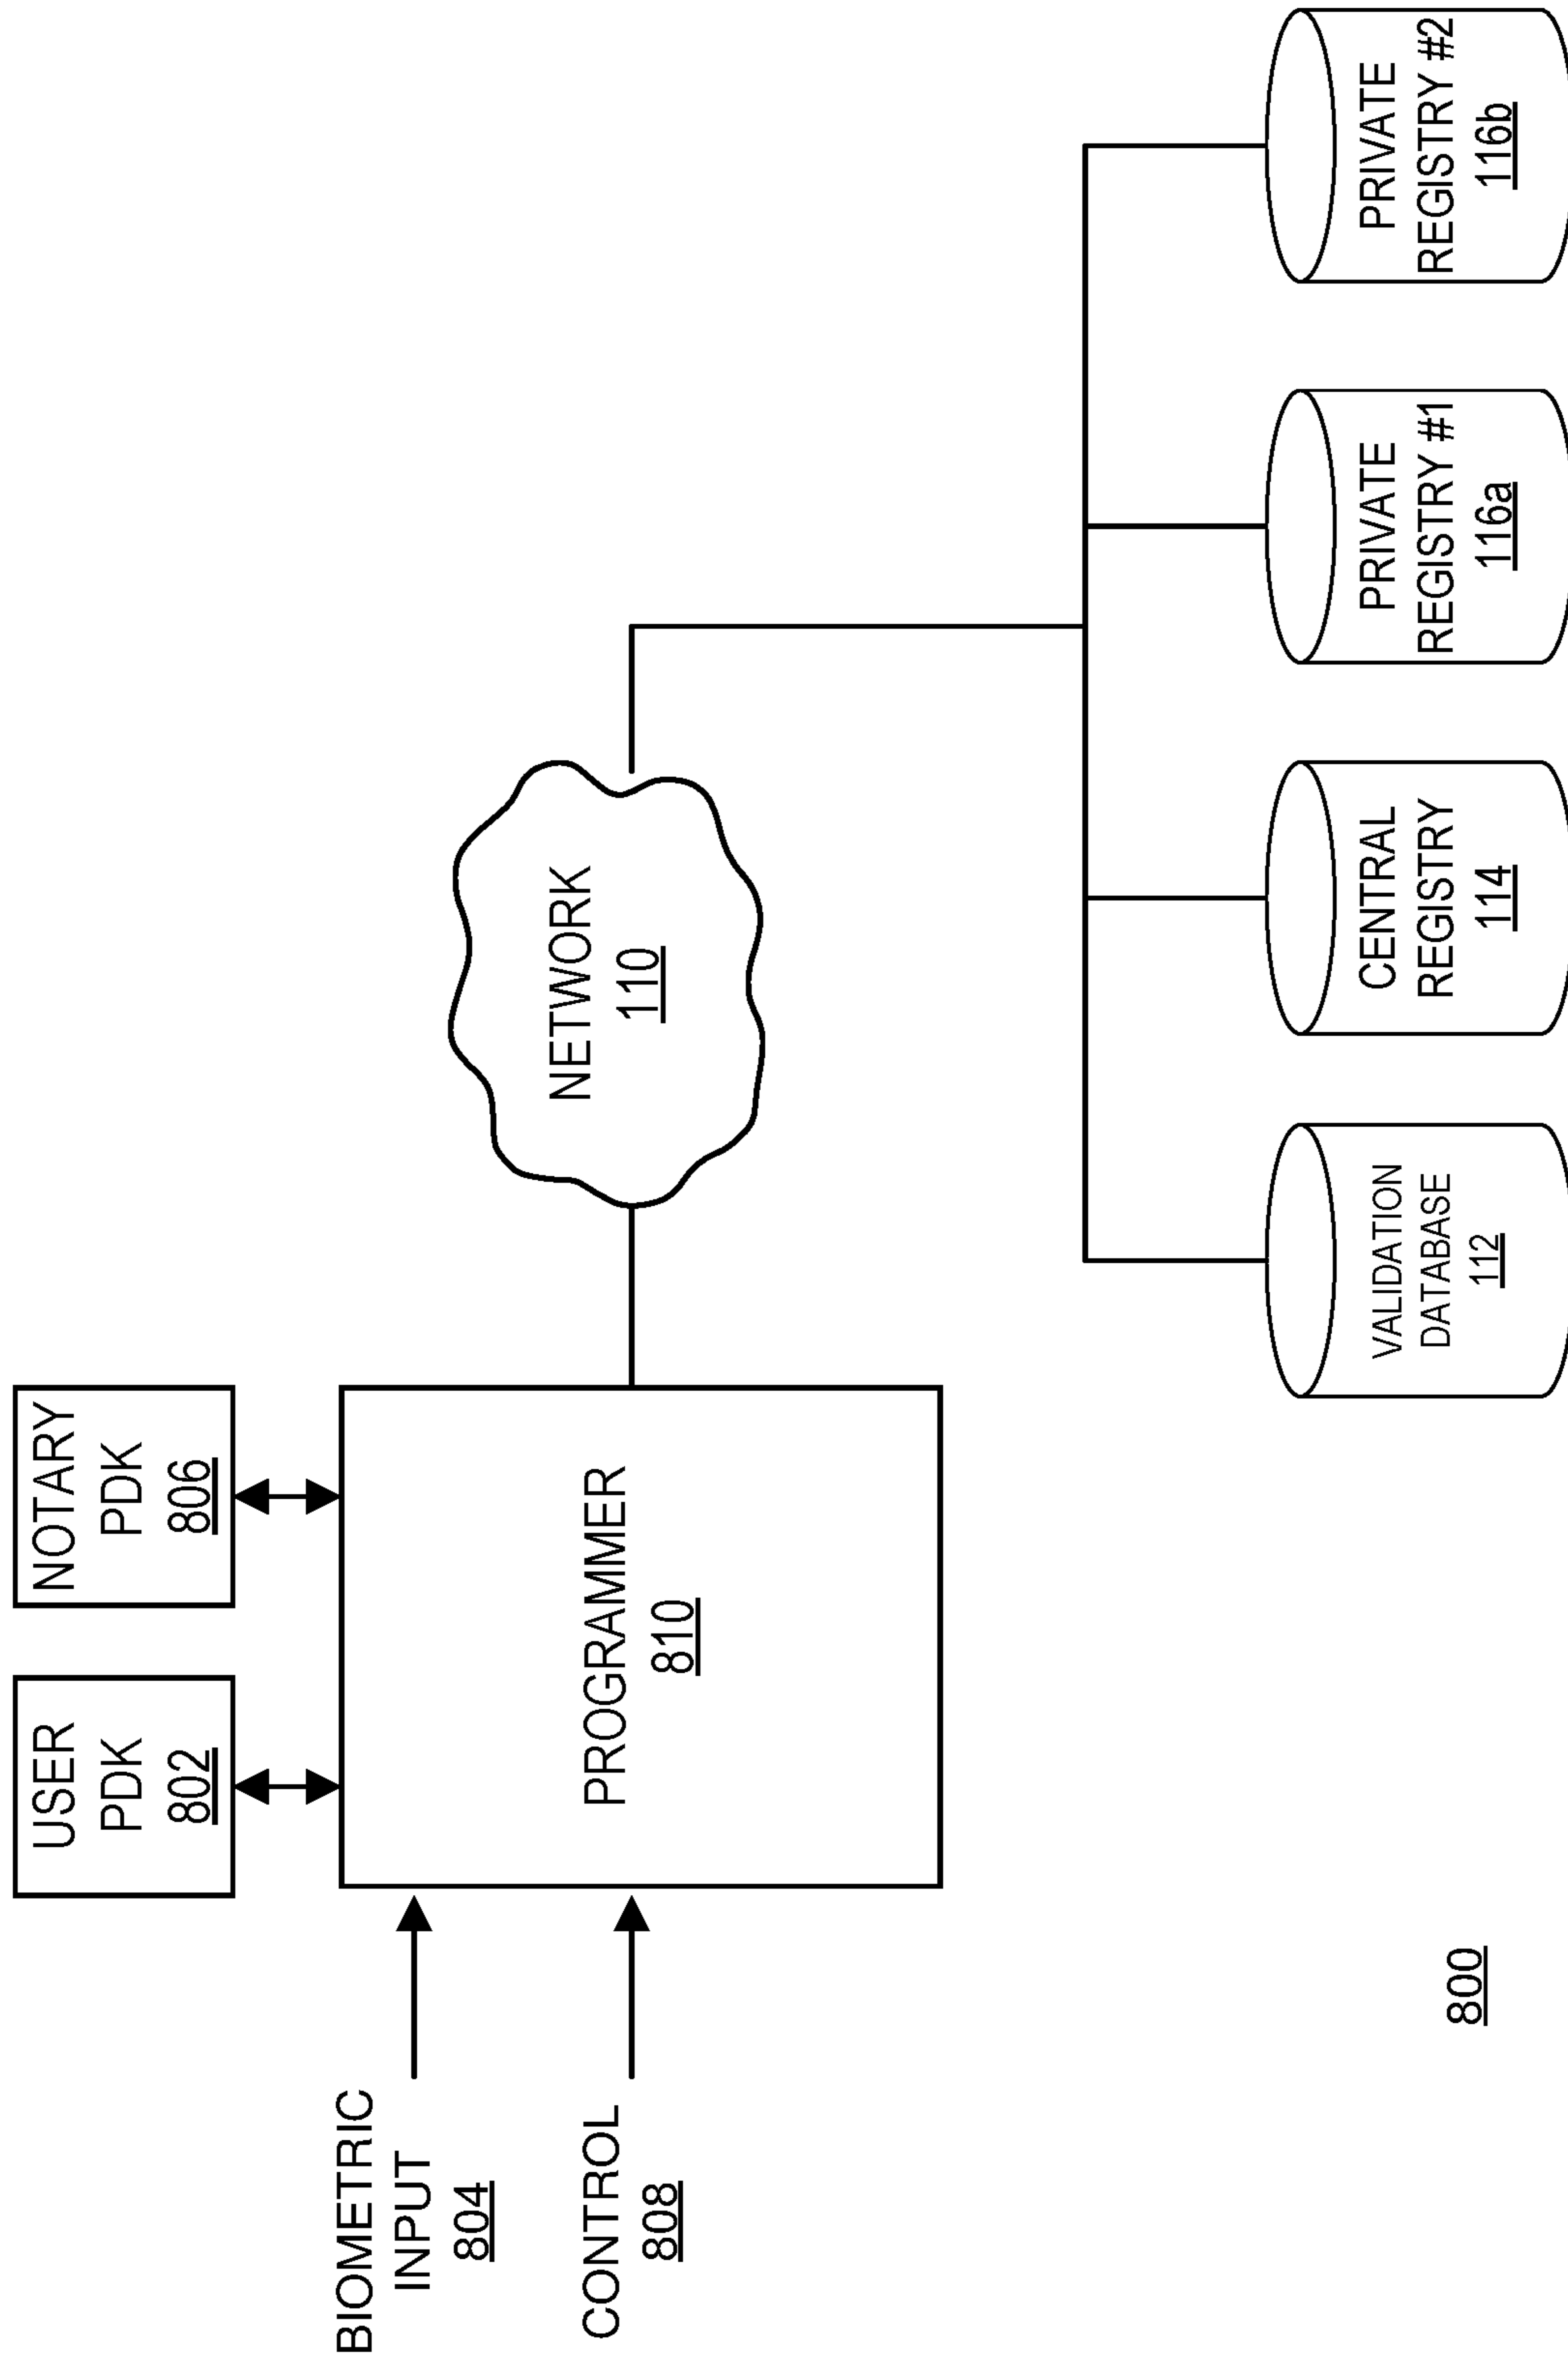 USER
PDK
802
NOTARY
PDK
806
BIOMETRIC
INPUT
804
CONTROL
808
PROGRAMMER
810
NETWORK
110
VALIDATION
DATABASE
112
CENTRAL
REGISTRY
114
PRIVATE
REGISTRY #1
116a
PRIVATE
REGISTRY #2
116b
800